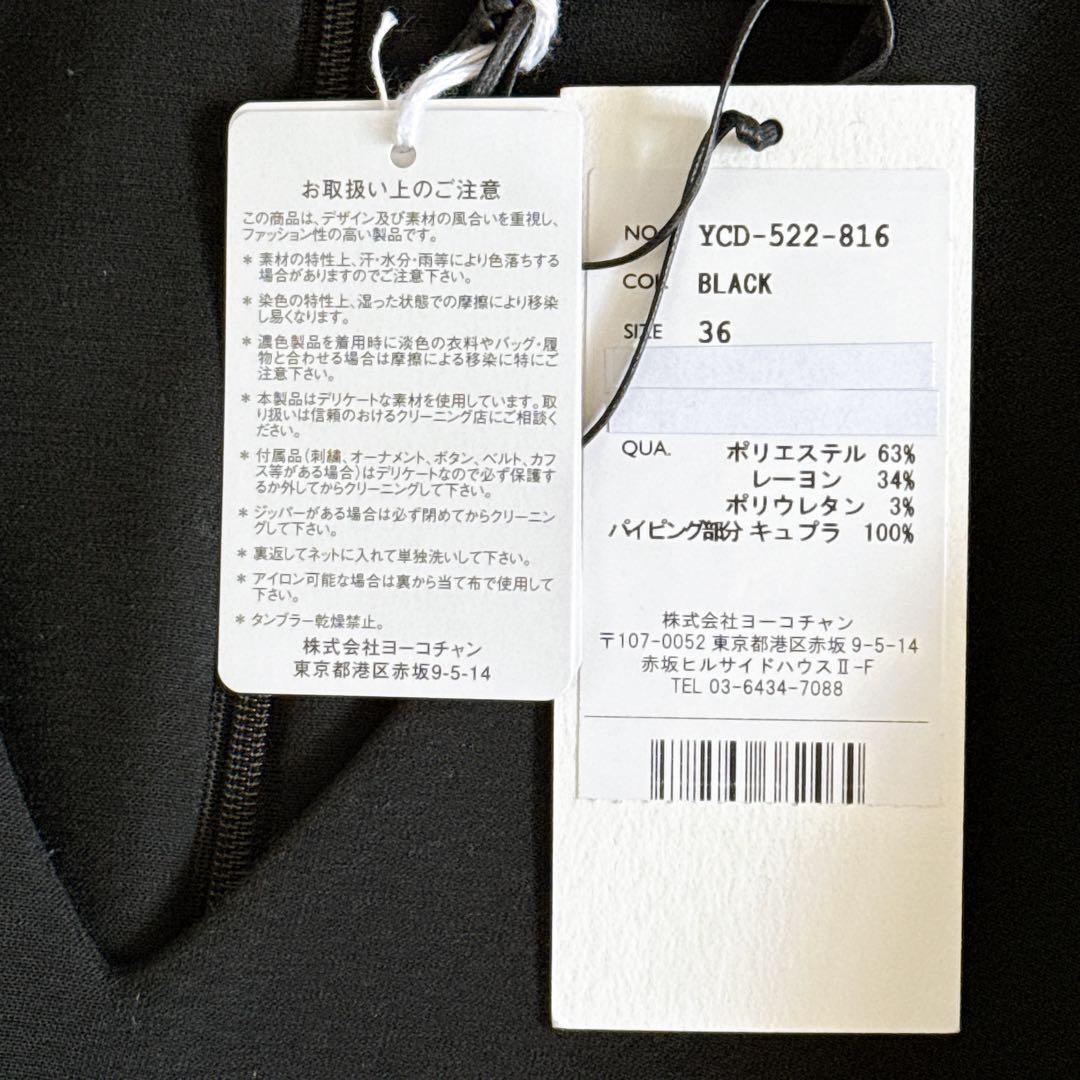 お取扱い上のご注意
この商品は、デザイン及び素材の風合いを重視し、
ファッション性の高い製品です。
＊ 素材の特性上、汗・水分・雨等により色落ちする
場合がありますのでご注意下さい。
＊ 染色の特性上、湿った状態での摩擦により移染
し易くなります。
＊ 濃色製品を着用時に淡色の衣料やバッグ・履
物と合わせる場合は摩擦による移染に特にご
注意下さい。
＊ 本製品はデリケートな素材を使用しています。取
り扱いは信頼のおけるクリーニング店にご相談く
ださい。
＊ 付属品(刺繍、オーナメント、ボタン、ベルト、カフ
ス等がある場合)はデリケートなので必ず保護す
るか外してからクリーニングして下さい。
＊ ジッパーがある場合は必ず閉めてからクリーニン
グして下さい。
＊ 裏返してネットに入れて単独洗いして下さい。
＊ アイロン可能な場合は裏から当て布で使用して
下さい。
＊ タンブラー乾燥禁止。
株式会社ヨーコチャン
東京都港区赤坂9-5-14
NO. YCD-522-816
COL BLACK
SIZE 36
QUA. ポリエステル 63%
レーヨン 34%
ポリウレタン 3%
パイピング部分 キュプラ 100%
株式会社ヨーコチャン
〒107-0052 東京都港区赤坂 9-5-14
赤坂ヒルサイドハウスⅡ-F
TEL 03-6434-7088